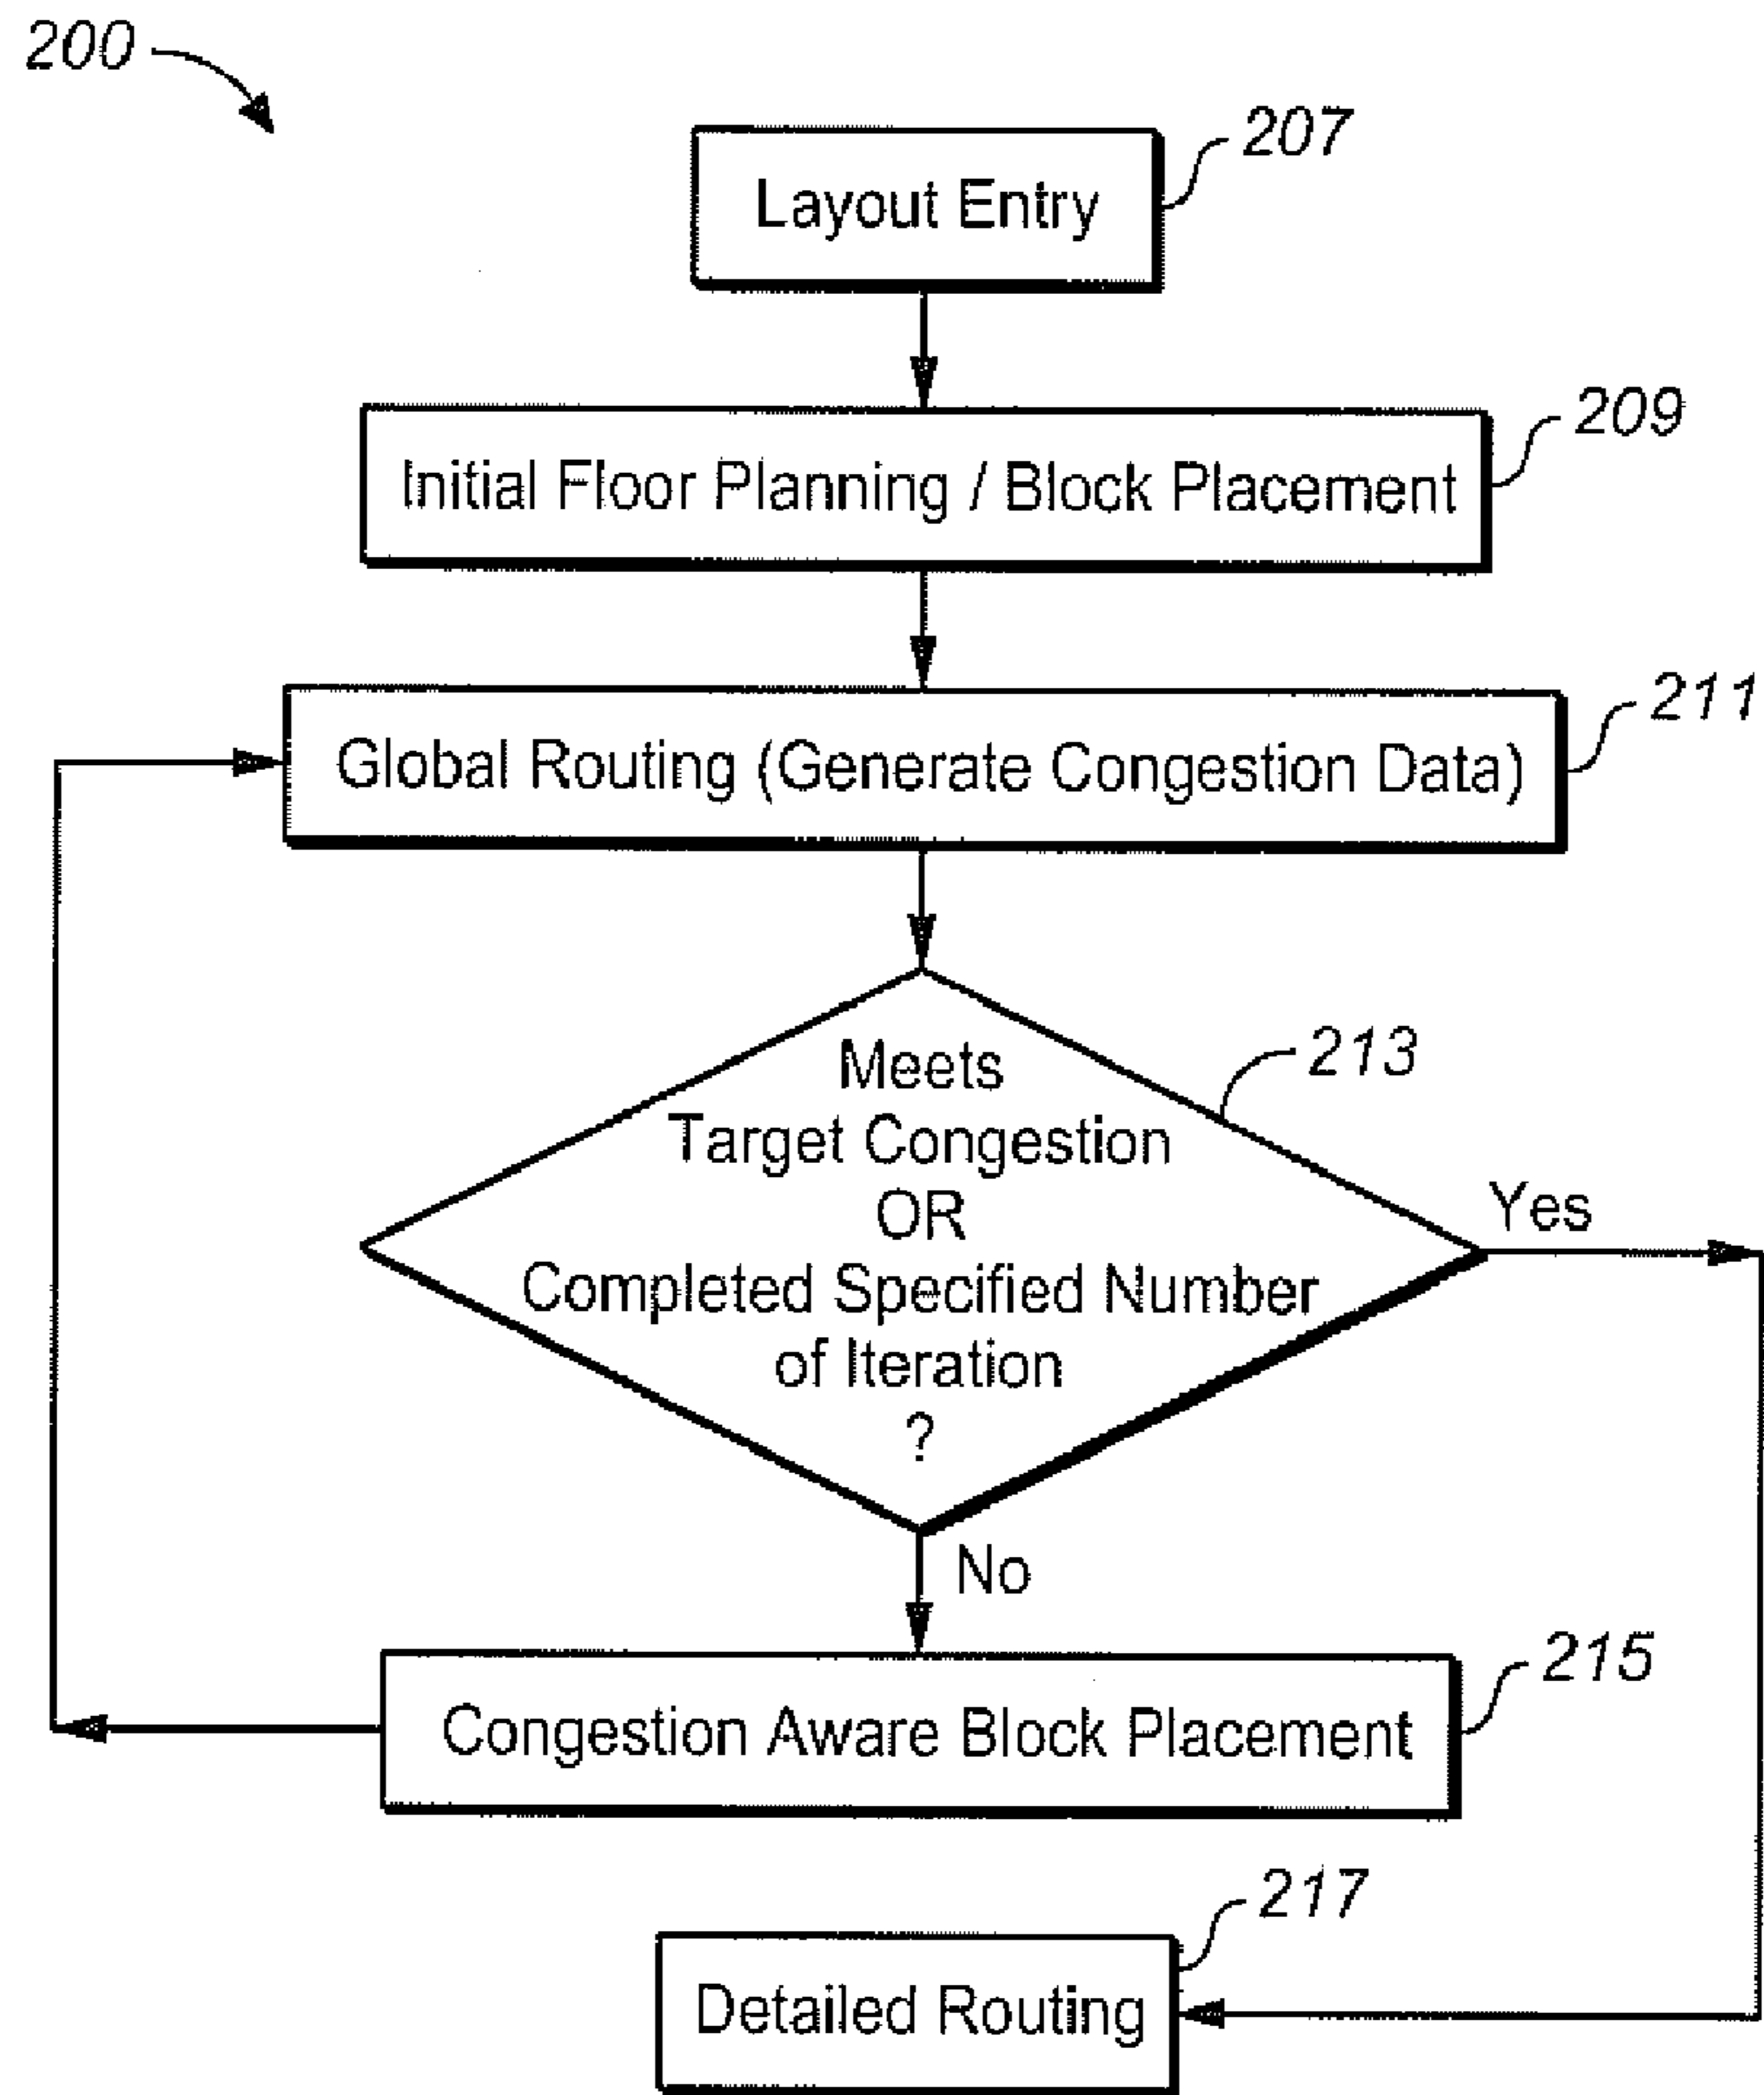 200
207
Layout Entry
209
Initial Floor Planning / Block Placement
211
Global Routing (Generate Congestion Data)
213
Meets
Target Congestion
OR
Completed Specified Number
of Iteration
?
Yes
No
215
Congestion Aware Block Placement
217
Detailed Routing